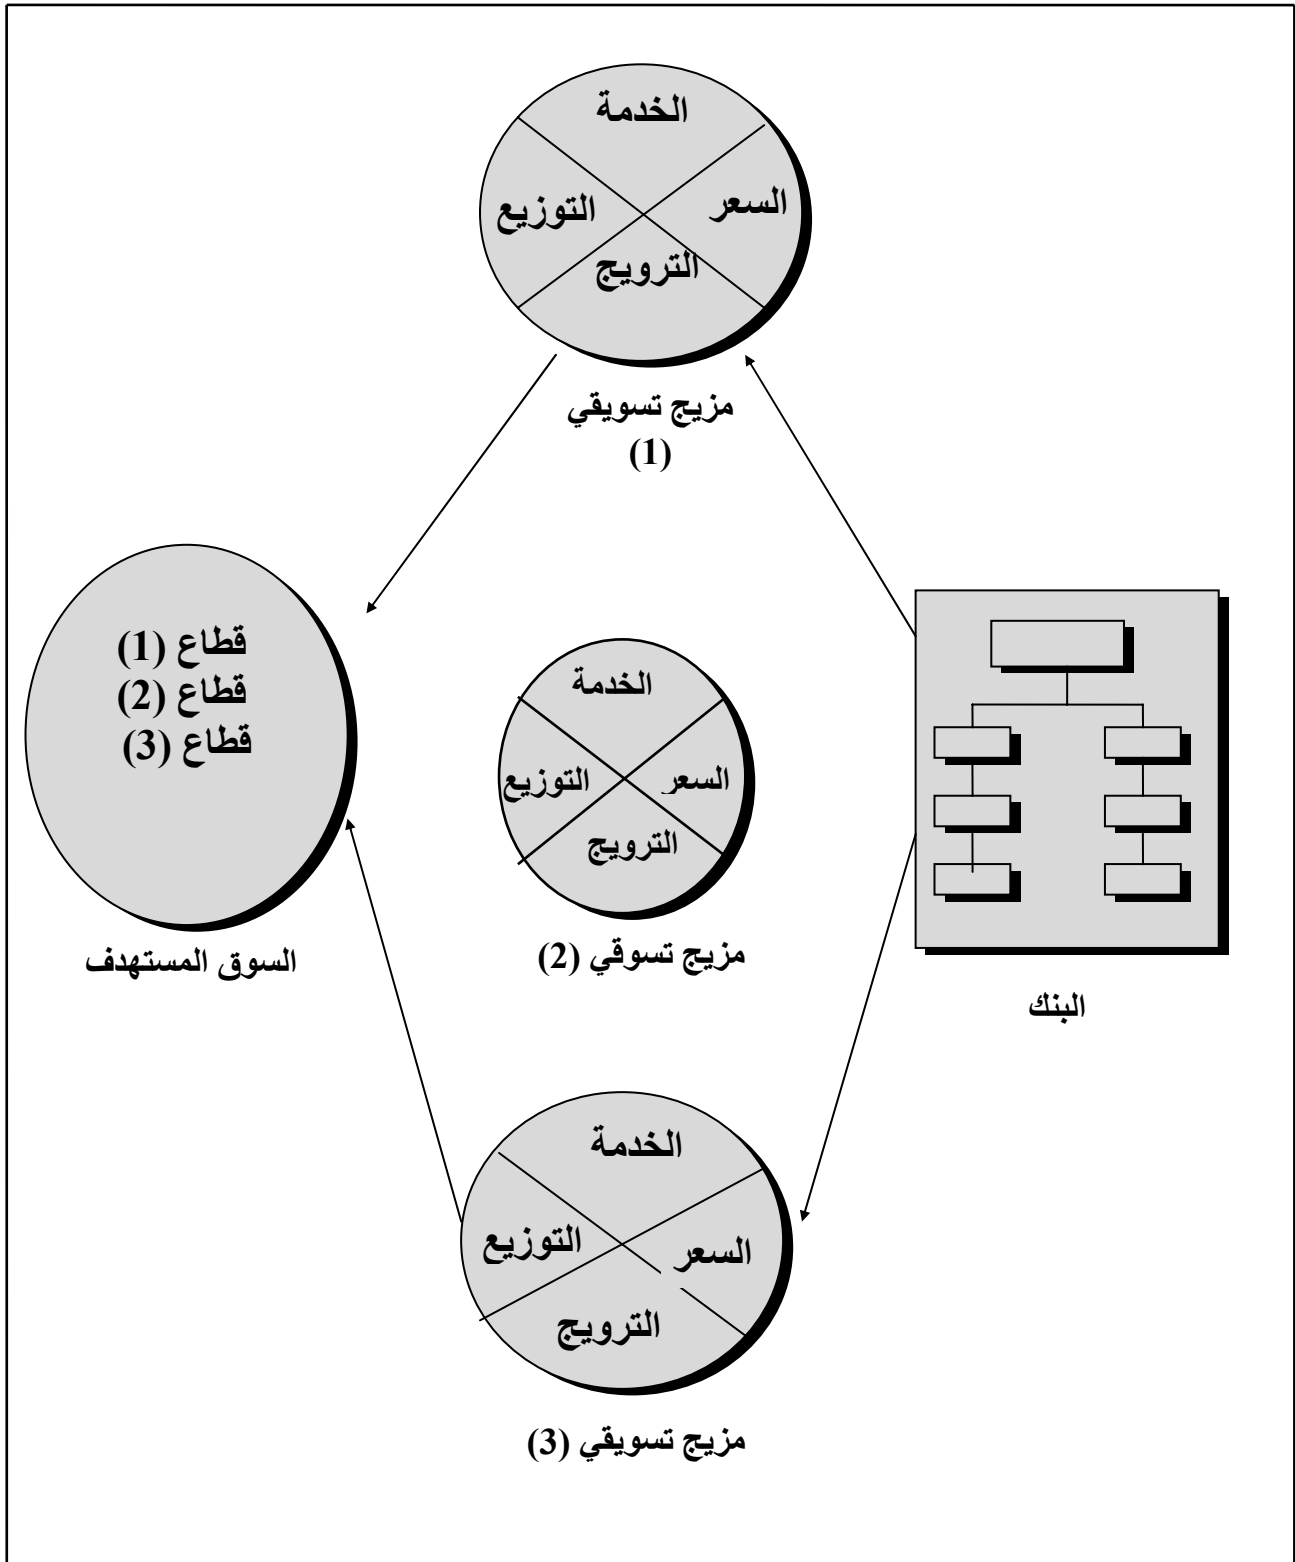 الخدمة
السعر
التوزيع
الترويج
مزيج تسويقي
(1)
قطاع (1)
قطاع (2)
قطاع (3)
السوق المستهدف
الخدمة
السعر
التوزيع
الترويج
مزيج تسوقي (2)
البنك
الخدمة
السعر
التوزيع
الترويج
مزيج تسويقي (3)